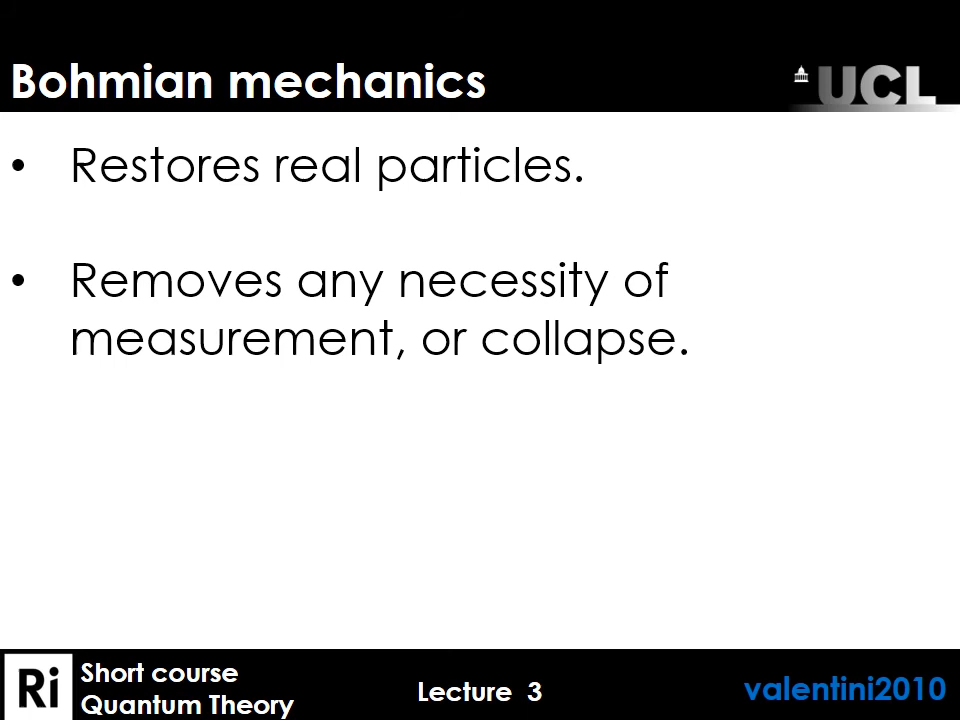 Bohmian mechanics
UCL
• Restores real particles.
• Removes any necessity of
measurement, or collapse.
Ri
Short course
Quantum Theory
Lecture 3
valentini2010